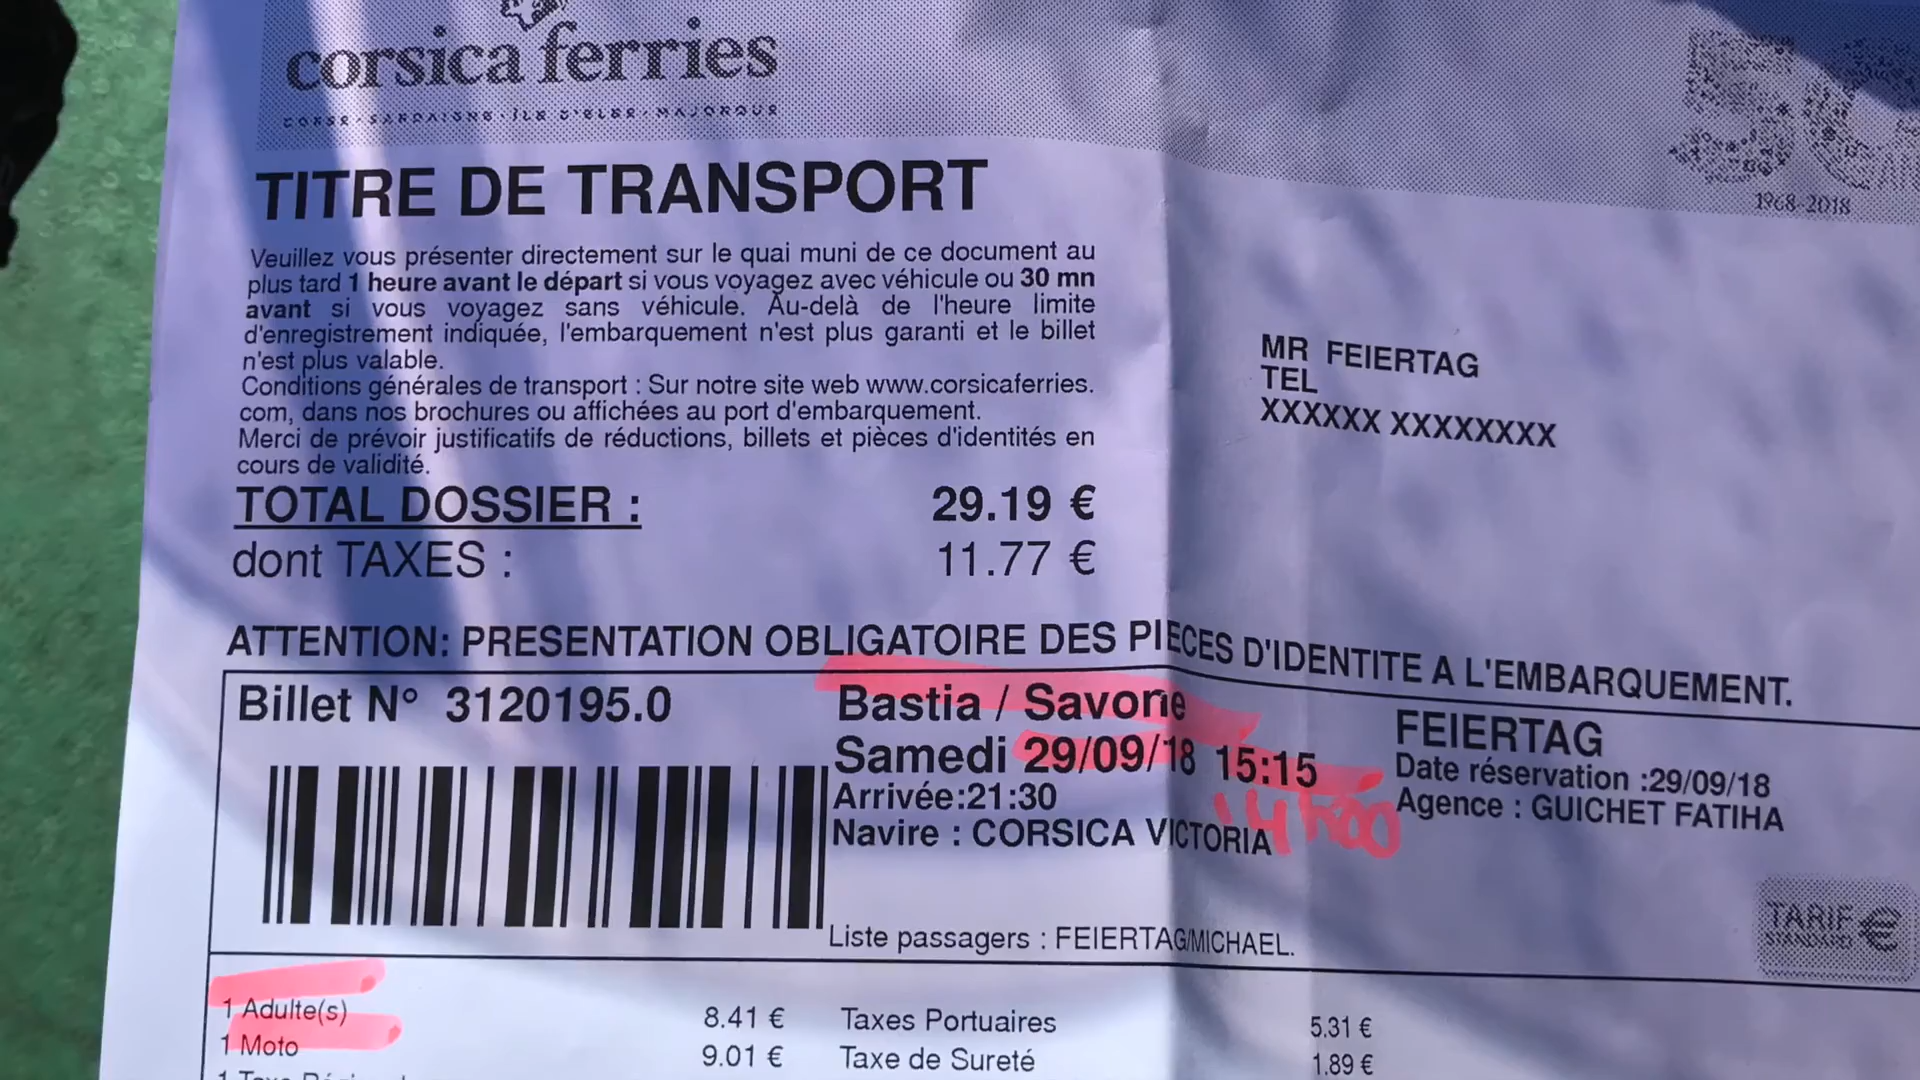 corsica ferries
CORSE · SARDAIGNE · ÎLE D'ELBE · MAJORQUE
50
1968-2018
TITRE DE TRANSPORT
Veuillez vous présenter directement sur le quai muni de ce document au
plus tard 1 heure avant le départ si vous voyagez avec véhicule ou 30 mn
avant si vous voyagez sans véhicule. Au-delà de l'heure limite
d'enregistrement indiquée, l'embarquement n'est plus garanti et le billet
n'est plus valable.
Conditions générales de transport : Sur notre site web www.corsicaferries.
com, dans nos brochures ou affichées au port d'embarquement.
Merci de prévoir justificatifs de réductions, billets et pièces d'identités en
cours de validité.
MR FEIERTAG
TEL
XXXXXX XXXXXXXX
TOTAL DOSSIER : 29.19 €
dont TAXES : 11.77 €
ATTENTION: PRESENTATION OBLIGATOIRE DES PIECES D'IDENTITE A L'EMBARQUEMENT.
Billet N° 3120195.0
Bastia / Savone
Samedi 29/09/18 15:15
Arrivée:21:30
14h00
Navire : CORSICA VICTORIA
FEIERTAG
Date réservation :29/09/18
Agence : GUICHET FATIHA
Liste passagers : FEIERTAG/MICHAEL.
TARIF €
STANDARD
1 Adulte(s) 8.41 € Taxes Portuaires 5.31 €
1 Moto 9.01 € Taxe de Sureté 1.89 €